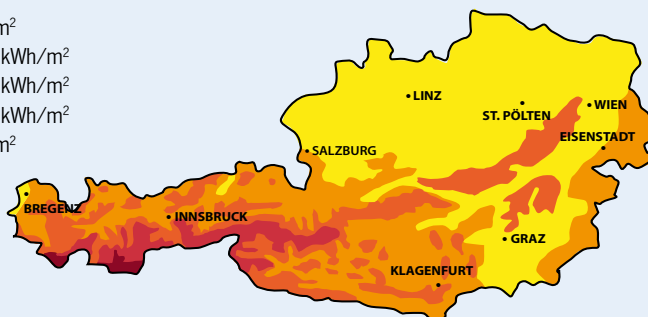 m²
kWh/m²
kWh/m²
kWh/m²
m²
LINZ
ST. PÖLTEN
WIEN
EISENSTADT
SALZBURG
BREGENZ
INNSBRUCK
GRAZ
KLAGENFURT